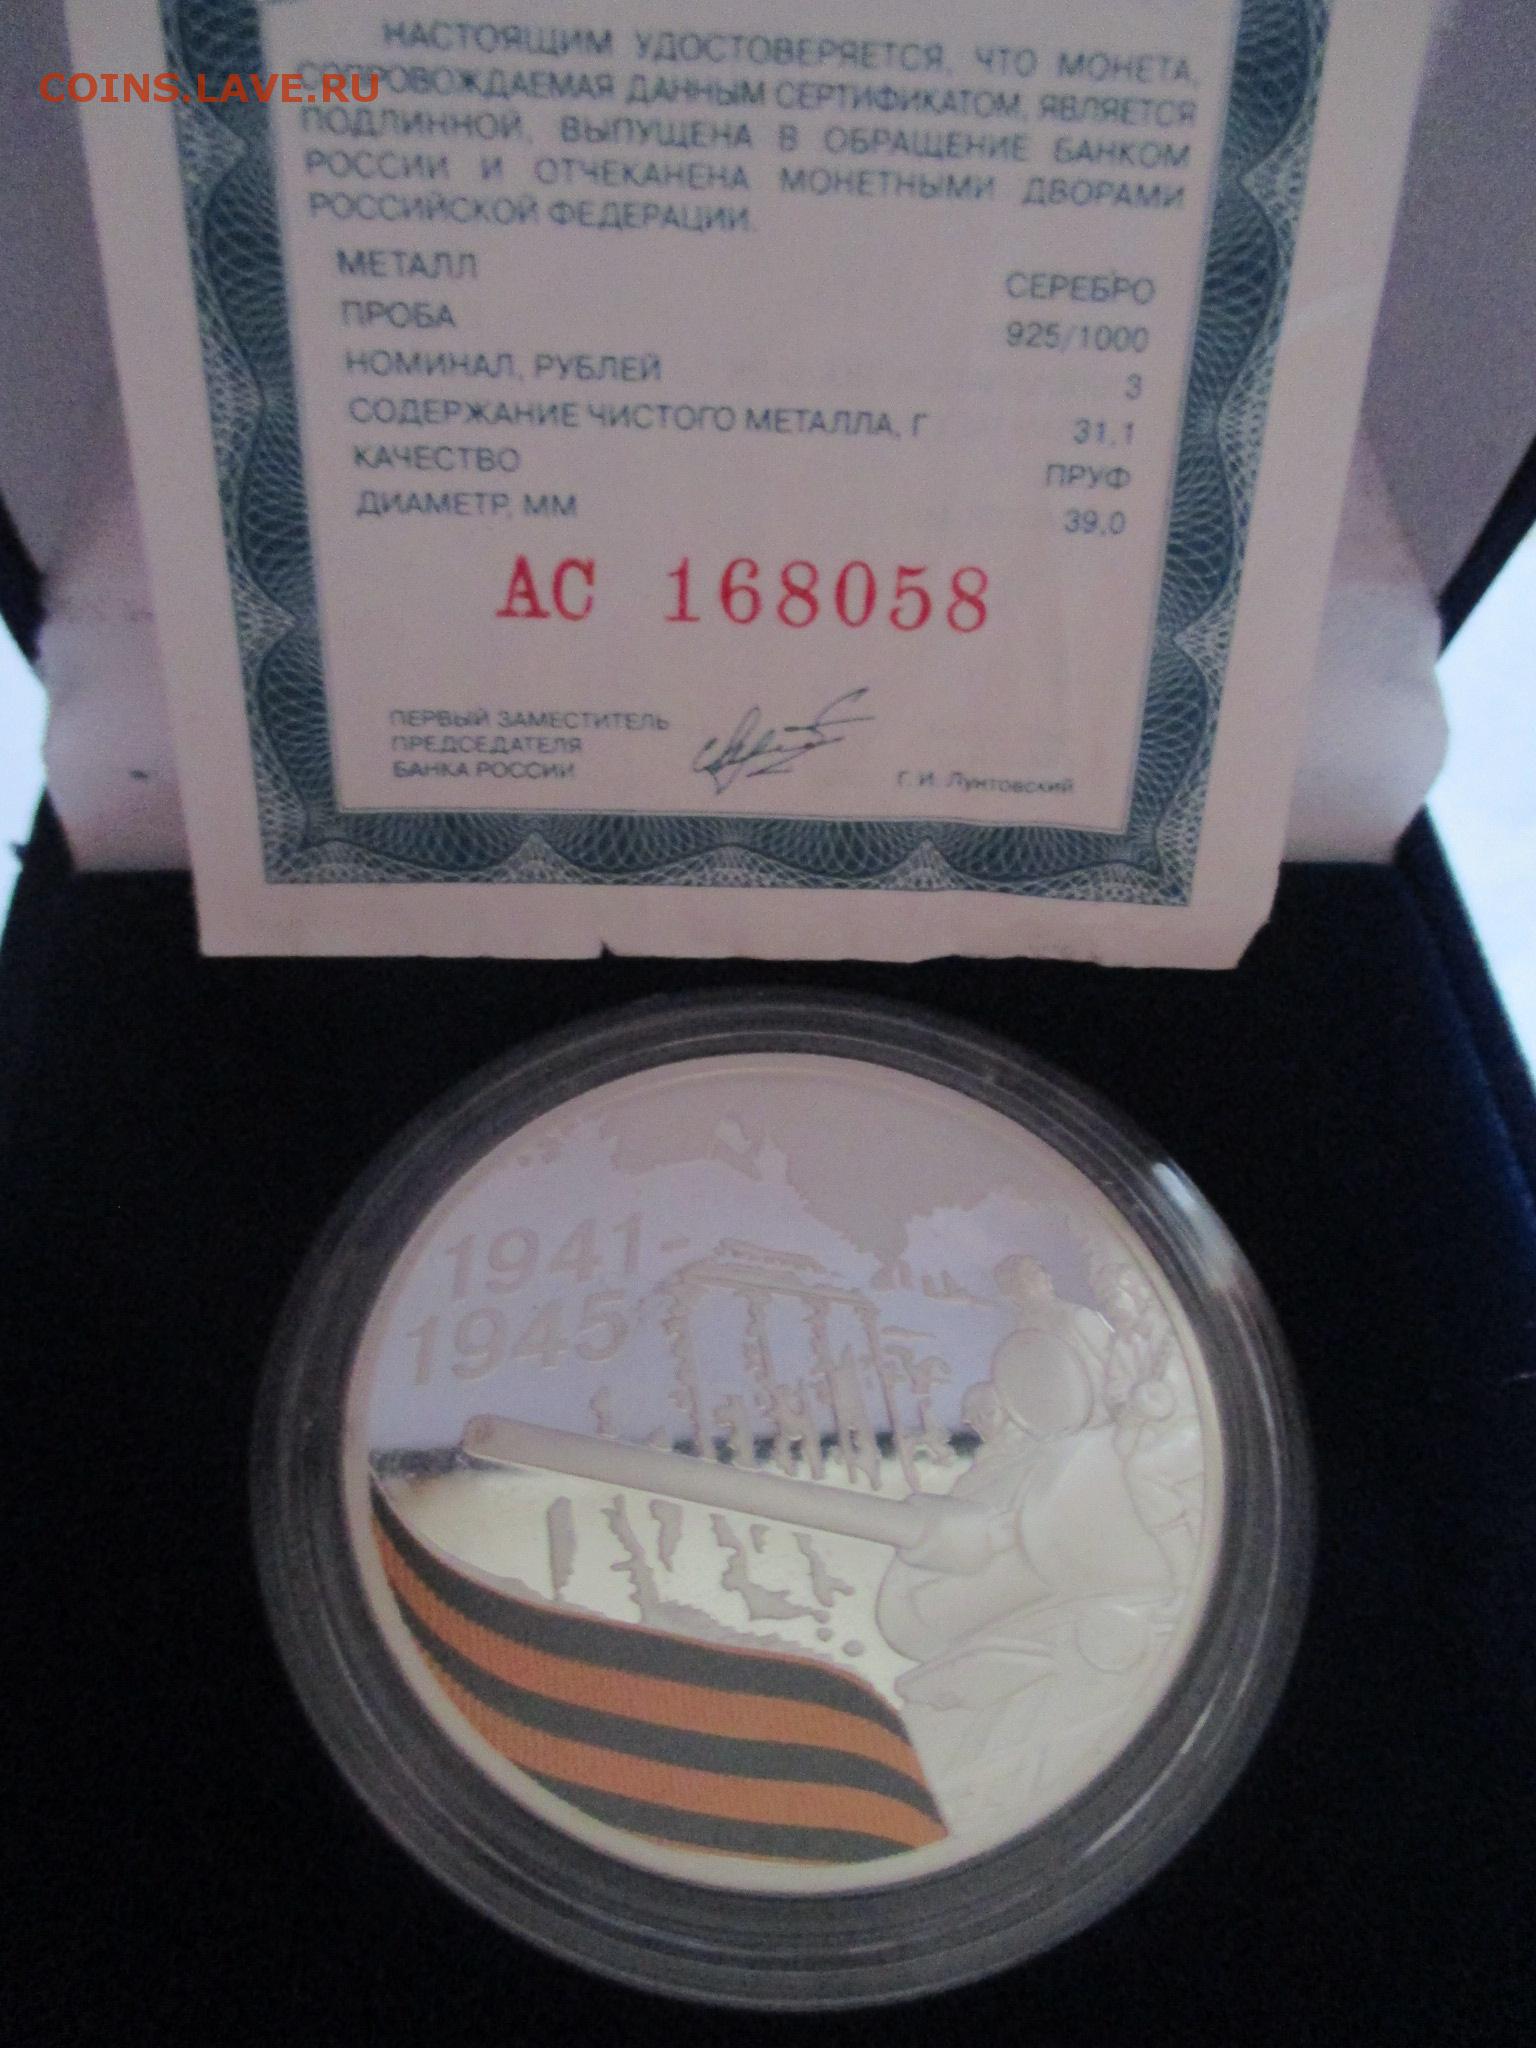 COINS.LAVE.RU
НАСТОЯЩИМ УДОСТОВЕРЯЕТСЯ, ЧТО МОНЕТА,
СОПРОВОЖДАЕМАЯ ДАННЫМ СЕРТИФИКАТОМ, ЯВЛЯЕТСЯ
ПОДЛИННОЙ, ВЫПУЩЕНА В ОБРАЩЕНИЕ БАНКОМ
РОССИИ И ОТЧЕКАНЕНА МОНЕТНЫМИ ДВОРАМИ
РОССИЙСКОЙ ФЕДЕРАЦИИ.
МЕТАЛЛ СЕРЕБРО
ПРОБА 925/1000
НОМИНАЛ, РУБЛЕЙ 3
СОДЕРЖАНИЕ ЧИСТОГО МЕТАЛЛА, Г 31,1
КАЧЕСТВО ПРУФ
ДИАМЕТР, ММ 39,0
АС 168058
ПЕРВЫЙ ЗАМЕСТИТЕЛЬ
ПРЕДСЕДАТЕЛЯ
БАНКА РОССИИ
Г. И. Лунтовский
1941-
1945